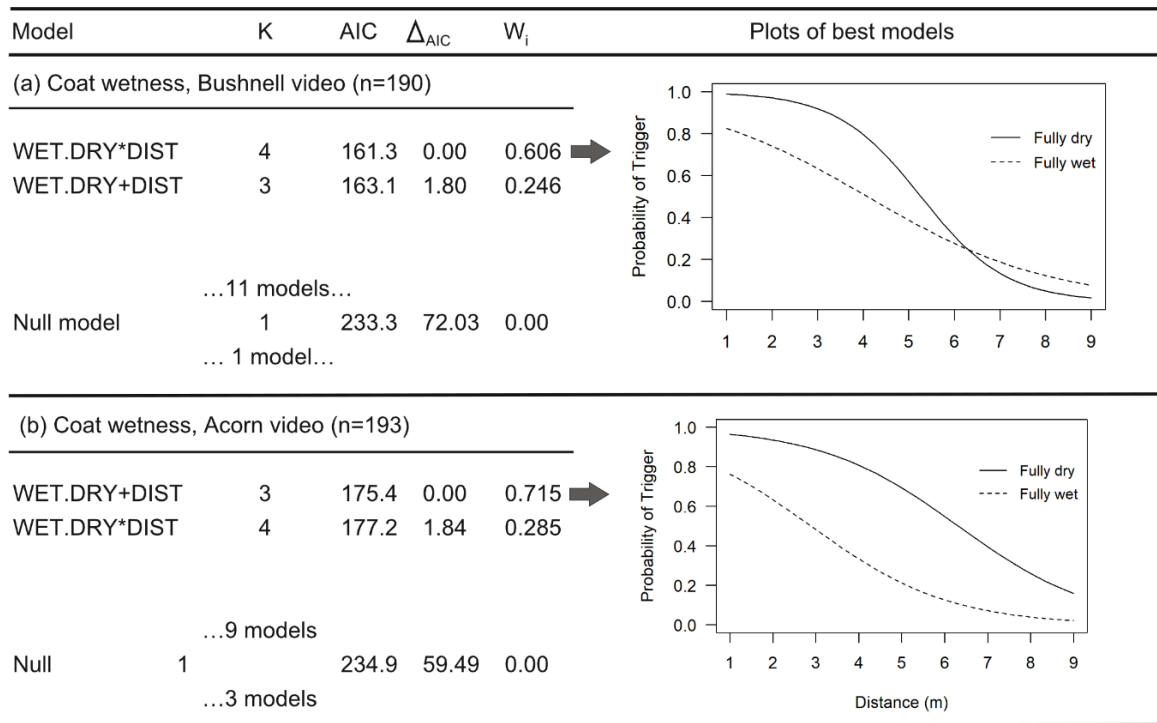 Model K AIC ΔAIC Wi Plots of best models
(a) Coat wetness, Bushnell video (n=190)
WET.DRY*DIST 4 161.3 0.00 0.606
WET.DRY+DIST 3 163.1 1.80 0.246
…11 models…
Null model 1 233.3 72.03 0.00
… 1 model…
Probability of Trigger
1.0
0.8
0.6
0.4
0.2
0.0
Fully dry
Fully wet
1 2 3 4 5 6 7 8 9
(b) Coat wetness, Acorn video (n=193)
WET.DRY+DIST 3 175.4 0.00 0.715
WET.DRY*DIST 4 177.2 1.84 0.285
…9 models
Null 1 234.9 59.49 0.00
…3 models
Probability of Trigger
1.0
0.8
0.6
0.4
0.2
0.0
Fully dry
Fully wet
1 2 3 4 5 6 7 8 9
Distance (m)